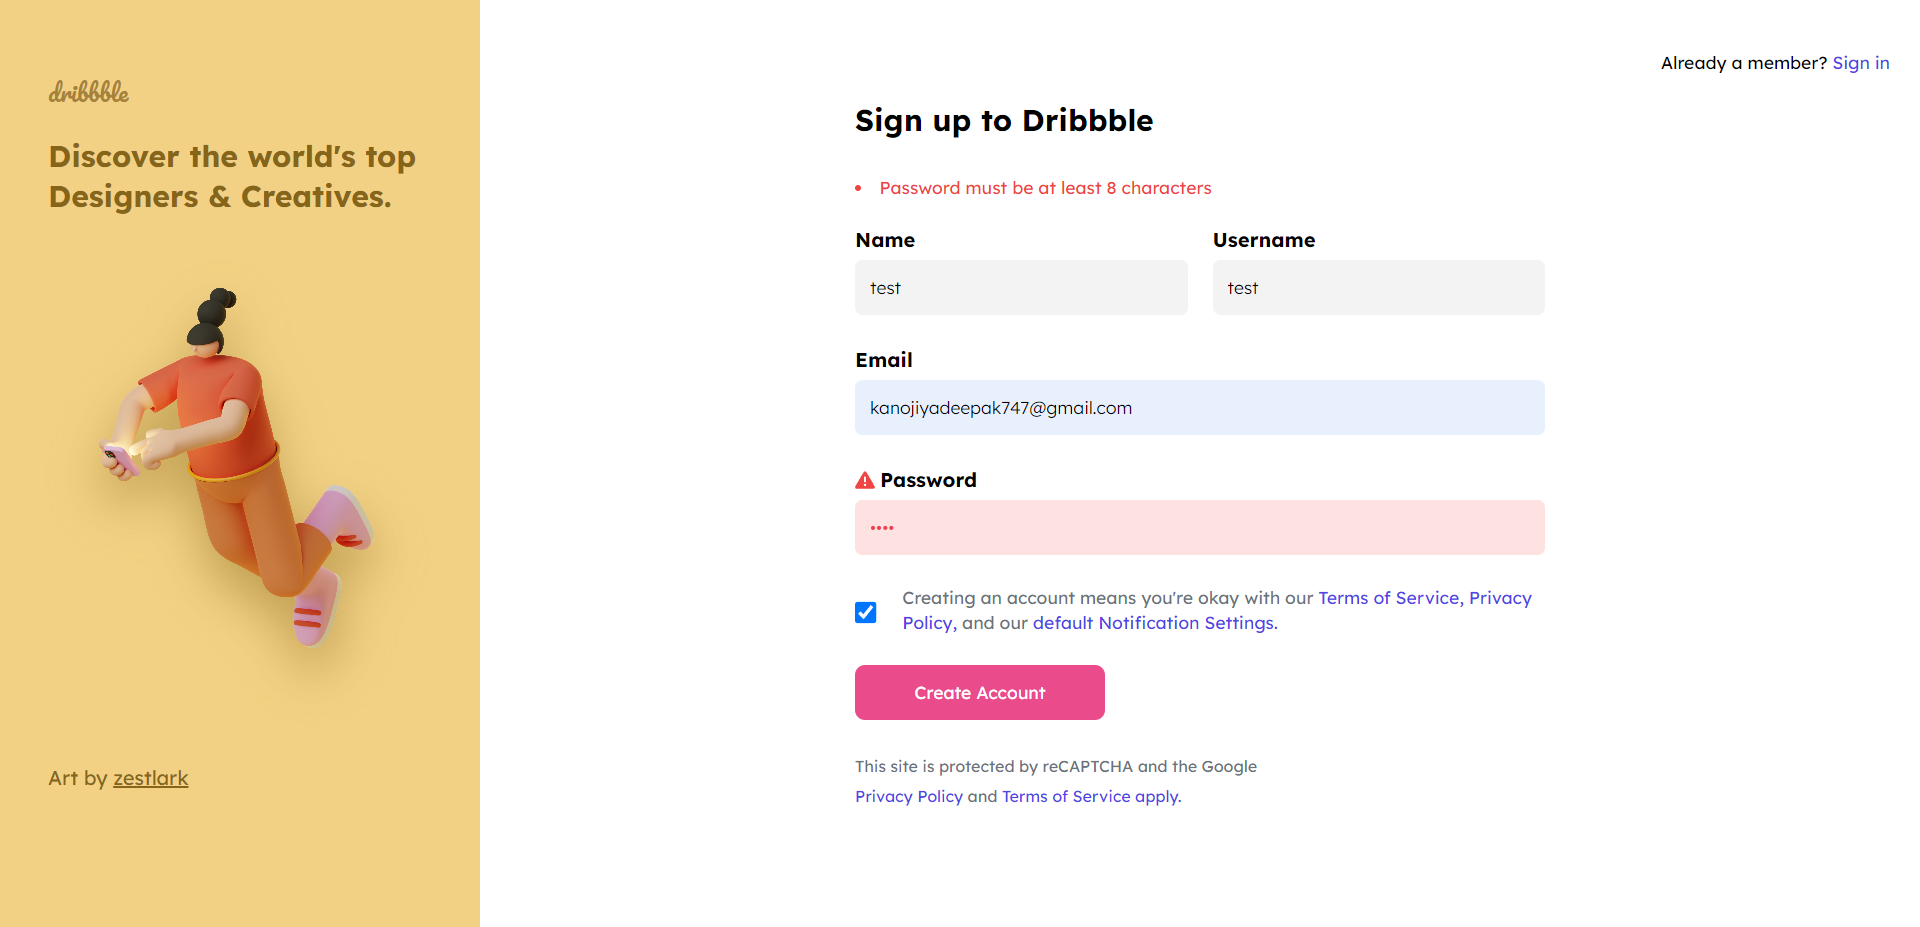 dribbble
Discover the world's top
Designers & Creatives.
Art by zestlark
Already a member? Sign in
Sign up to Dribbble
• Password must be at least 8 characters
Name
test
Username
test
Email
kanojiyadeepak747@gmail.com
Password
••••
Creating an account means you're okay with our Terms of Service, Privacy
Policy, and our default Notification Settings.
Create Account
This site is protected by reCAPTCHA and the Google
Privacy Policy and Terms of Service apply.